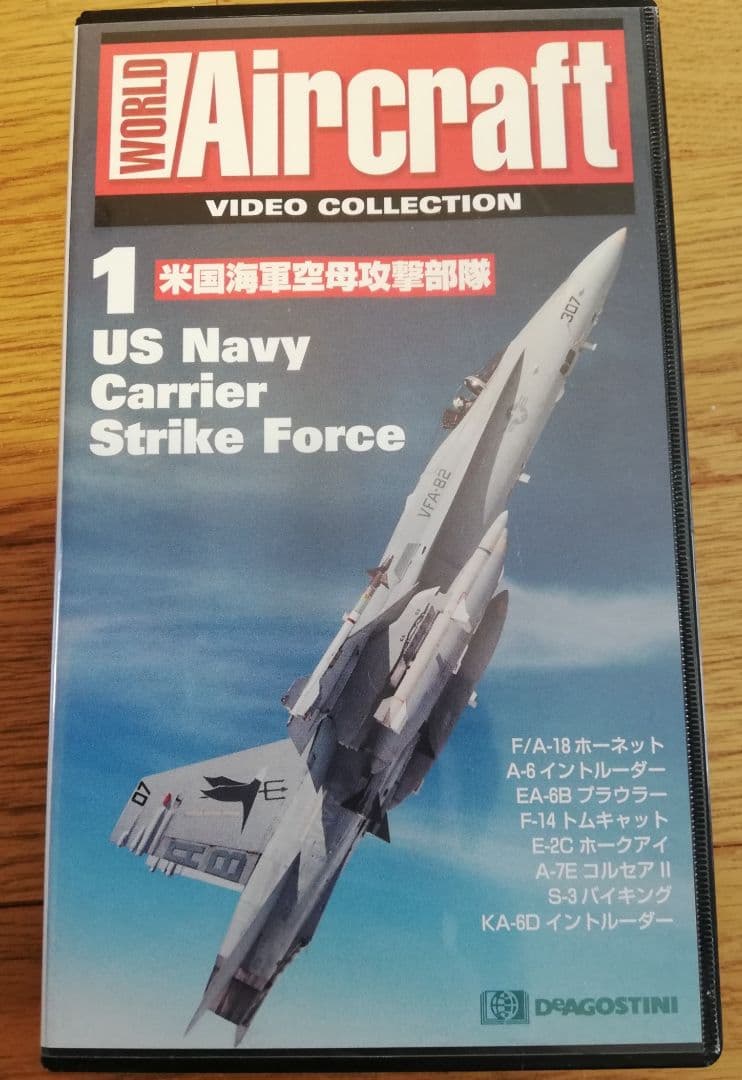 WORLD
Aircraft
VIDEO COLLECTION
1 米国海軍空母攻撃部隊
US Navy
Carrier
Strike Force
307
VFA-82
07
AB
F/A-18 ホーネット
A-6 イントルーダー
EA-6B プラウラー
F-14 トムキャット
E-2C ホークアイ
A-7E コルセア II
S-3 バイキング
KA-6D イントルーダー
DeAGOSTINI